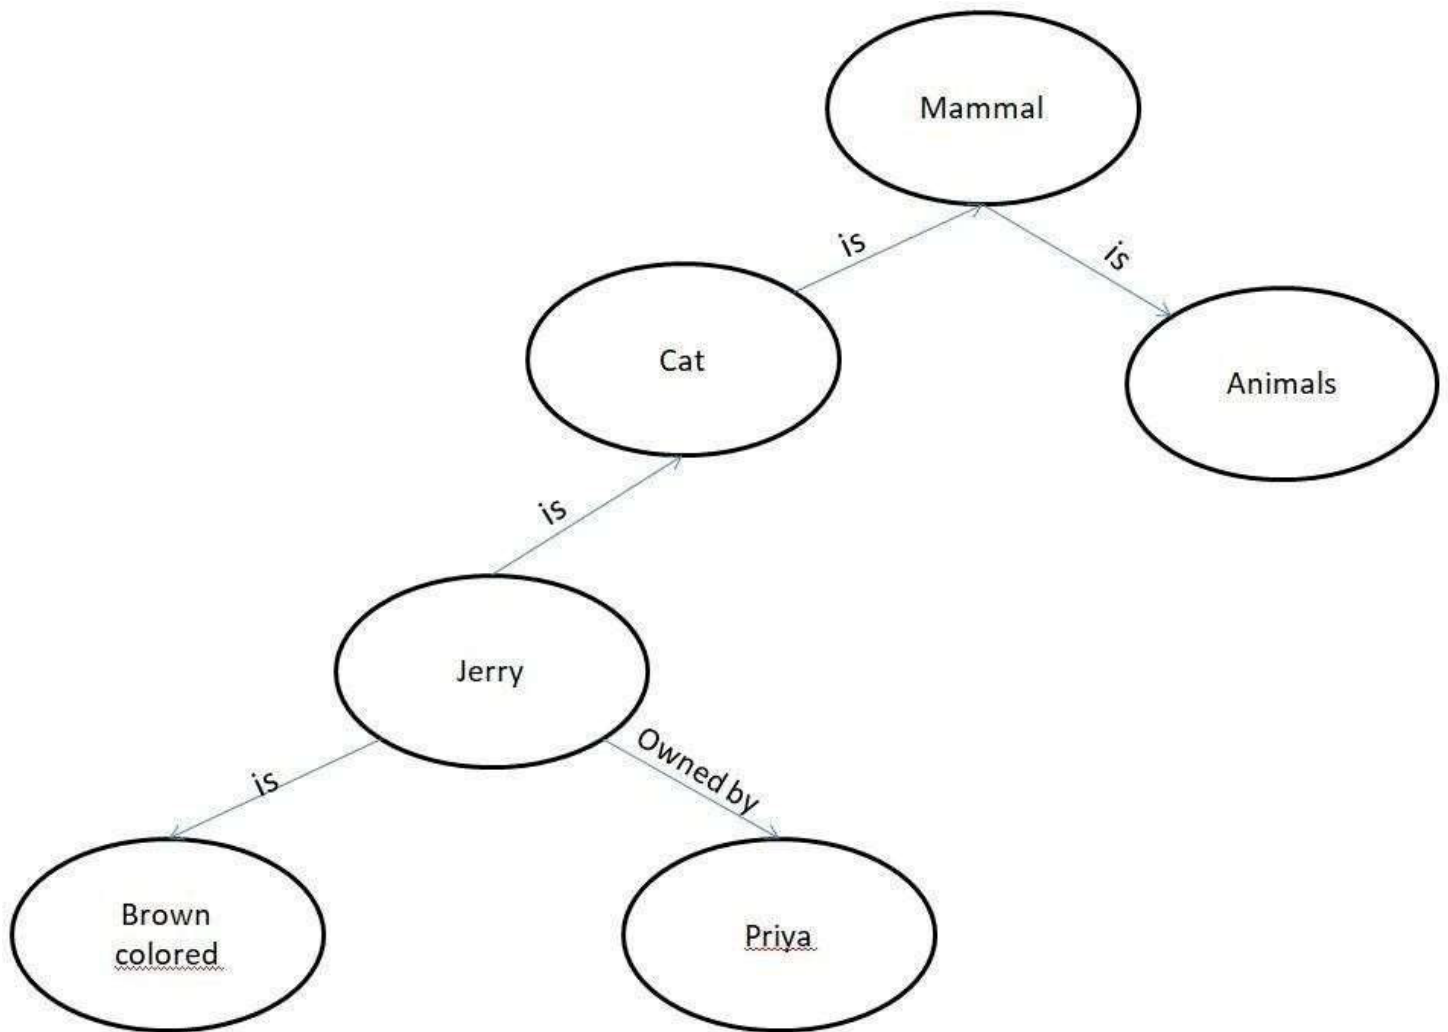 Mammal
is
is
Cat
Animals
is
Jerry
is
Owned by
Brown
colored
Priya